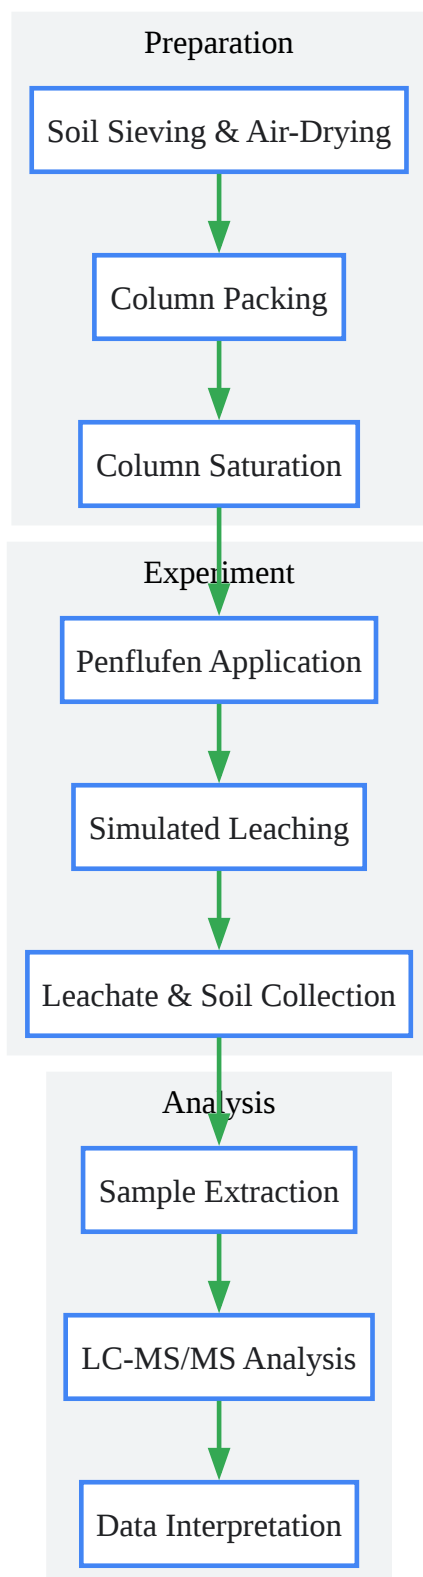 Preparation
Soil Sieving & Air-Drying
Column Packing
Column Saturation
Experiment
Penflufen Application
Simulated Leaching
Leachate & Soil Collection
Analysis
Sample Extraction
LC-MS/MS Analysis
Data Interpretation